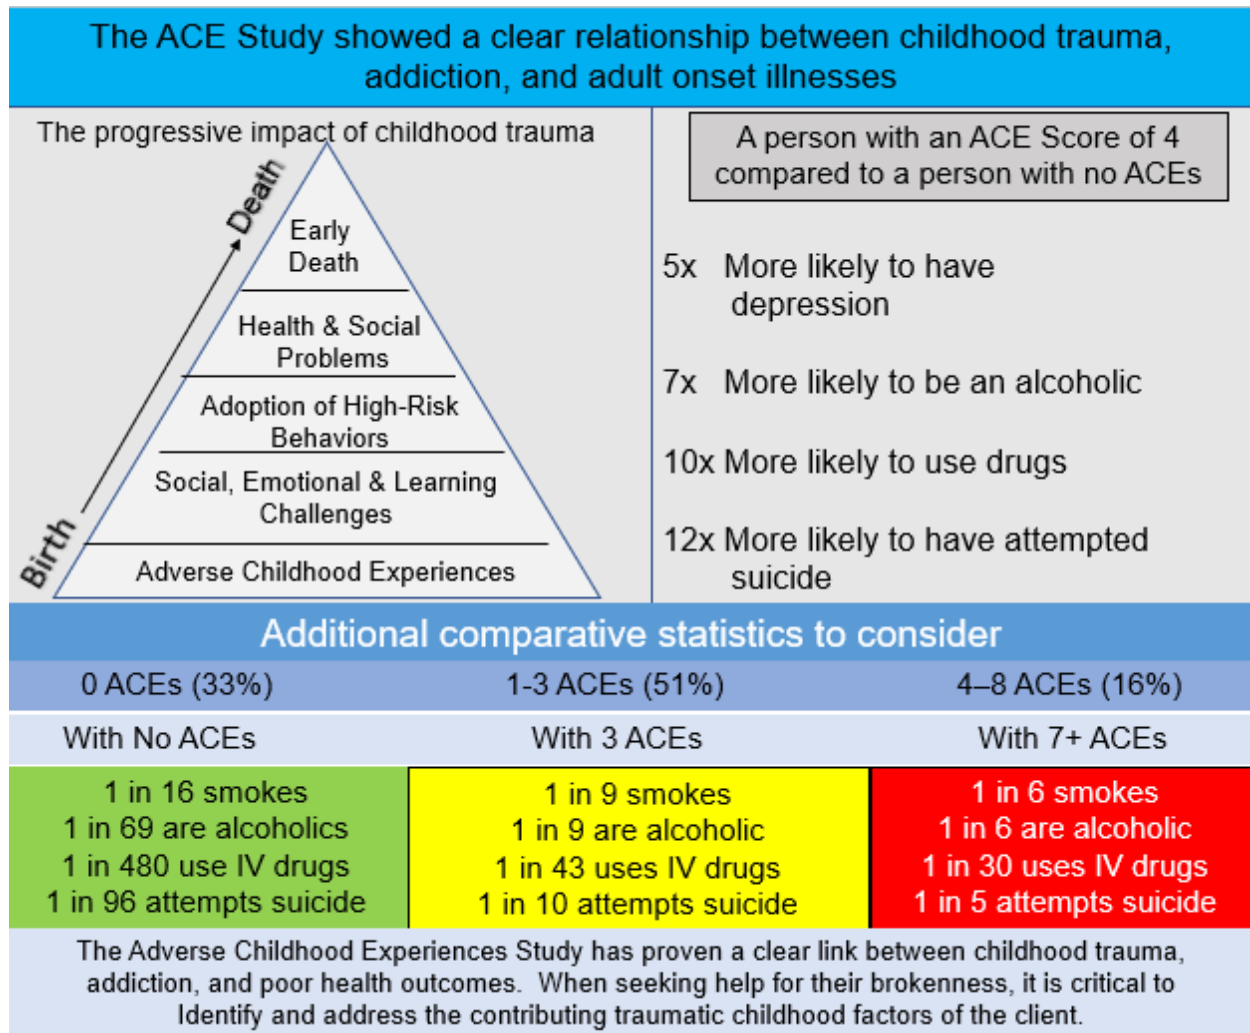 The ACE Study showed a clear relationship between childhood trauma,
addiction, and adult onset illnesses
The progressive impact of childhood trauma
Birth
Death
Early
Death
Health & Social
Problems
Adoption of High-Risk
Behaviors
Social, Emotional & Learning
Challenges
Adverse Childhood Experiences
A person with an ACE Score of 4
compared to a person with no ACEs
5x More likely to have
depression
7x More likely to be an alcoholic
10x More likely to use drugs
12x More likely to have attempted
suicide
Additional comparative statistics to consider
0 ACEs (33%)
1-3 ACEs (51%)
4–8 ACEs (16%)
With No ACEs
With 3 ACEs
With 7+ ACEs
1 in 16 smokes
1 in 69 are alcoholics
1 in 480 use IV drugs
1 in 96 attempts suicide
1 in 9 smokes
1 in 9 are alcoholic
1 in 43 uses IV drugs
1 in 10 attempts suicide
1 in 6 smokes
1 in 6 are alcoholic
1 in 30 uses IV drugs
1 in 5 attempts suicide
The Adverse Childhood Experiences Study has proven a clear link between childhood trauma,
addiction, and poor health outcomes. When seeking help for their brokenness, it is critical to
Identify and address the contributing traumatic childhood factors of the client.